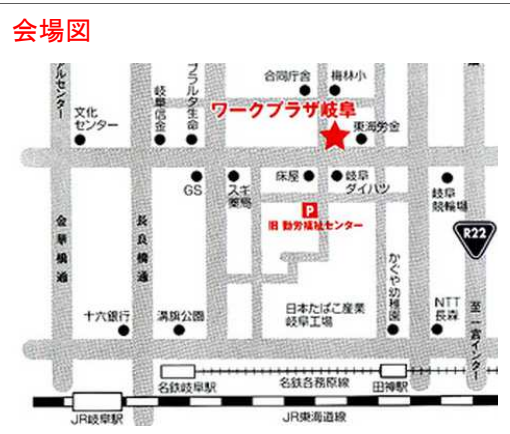 会場図
アルセンター
合同庁舎
梅林小
岐阜信金
プラルタ生命
文化
センター
ワークプラザ岐阜
東海労金
GS
スギ
薬局
床屋
岐阜
ダイハツ
岐阜
競輪場
P
旧 勤労福祉センター
R22
金華橋通
長良橋通
かぐや幼稚園
十六銀行
溝旗公園
日本たばこ産業
岐阜工場
NTT
長森
至一宮インター
名鉄岐阜駅
名鉄各務原線
田神駅
JR岐阜駅
JR東海道線